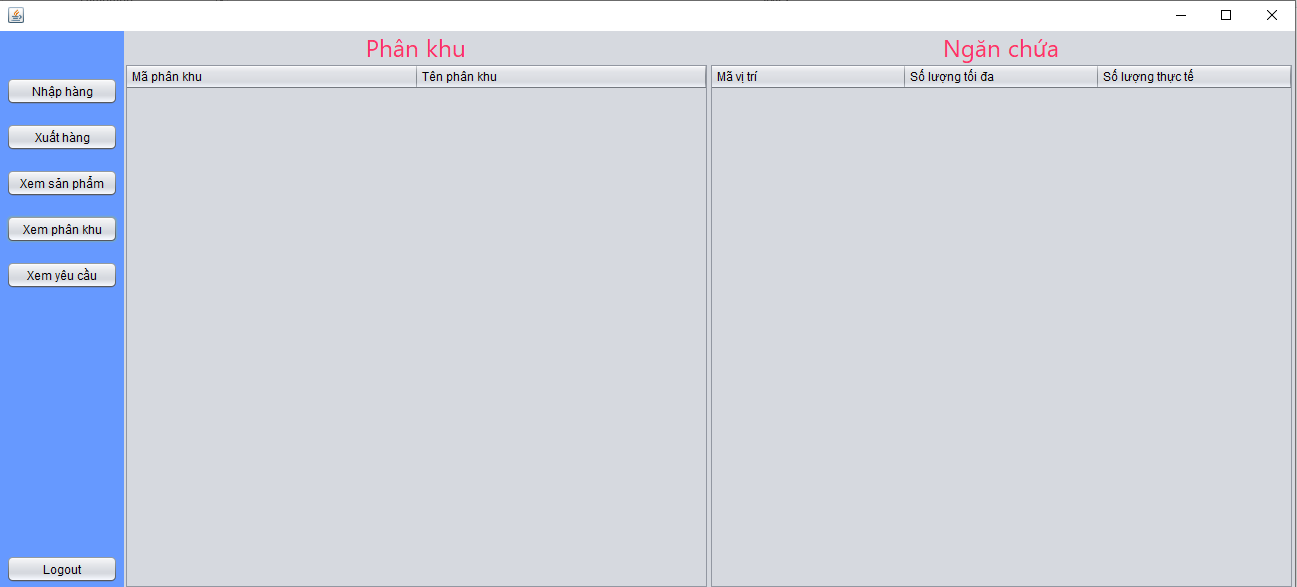 Phân khu
Ngăn chứa
Mã phân khu
Tên phân khu
Mã vị trí
Số lượng tối đa
Số lượng thực tế
Nhập hàng
Xuất hàng
Xem sản phẩm
Xem phân khu
Xem yêu cầu
Logout